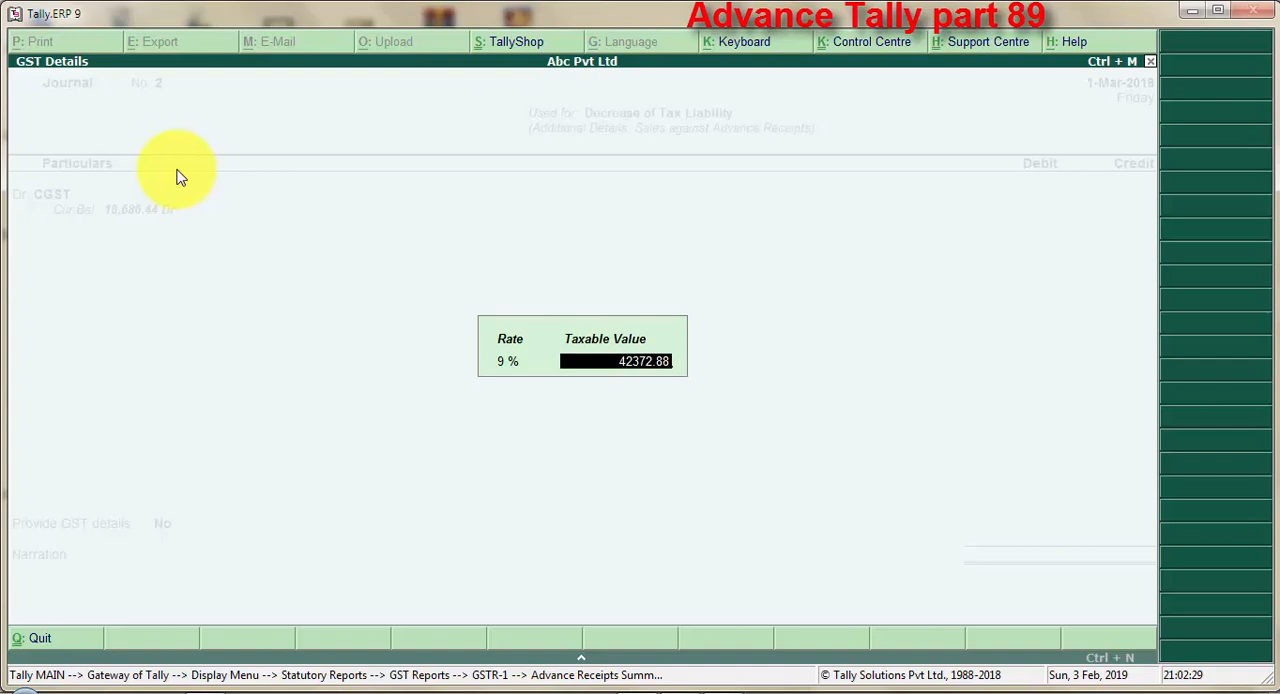 Tally.ERP 9
Advance Tally part 89
P: Print E: Export M: E-Mail O: Upload S: TallyShop G: Language K: Keyboard K: Control Centre H: Support Centre H: Help
GST Details Abc Pvt Ltd Ctrl + M
Journal No. 2 1-Mar-2018
Friday
Used for: Decrease of Tax Liability
(Additional Details: Sales against Advance Receipts)
Particulars Debit Credit
Dr CGST
Cur Bal: 10,686.44 Dr
Rate Taxable Value
9 % 42372.88
Provide GST details No
Narration
Q: Quit
Ctrl + N
Tally MAIN --> Gateway of Tally --> Display Menu --> Statutory Reports --> GST Reports --> GSTR-1 --> Advance Receipts Summ... © Tally Solutions Pvt Ltd., 1988-2018 Sun, 3 Feb, 2019 21:02:29